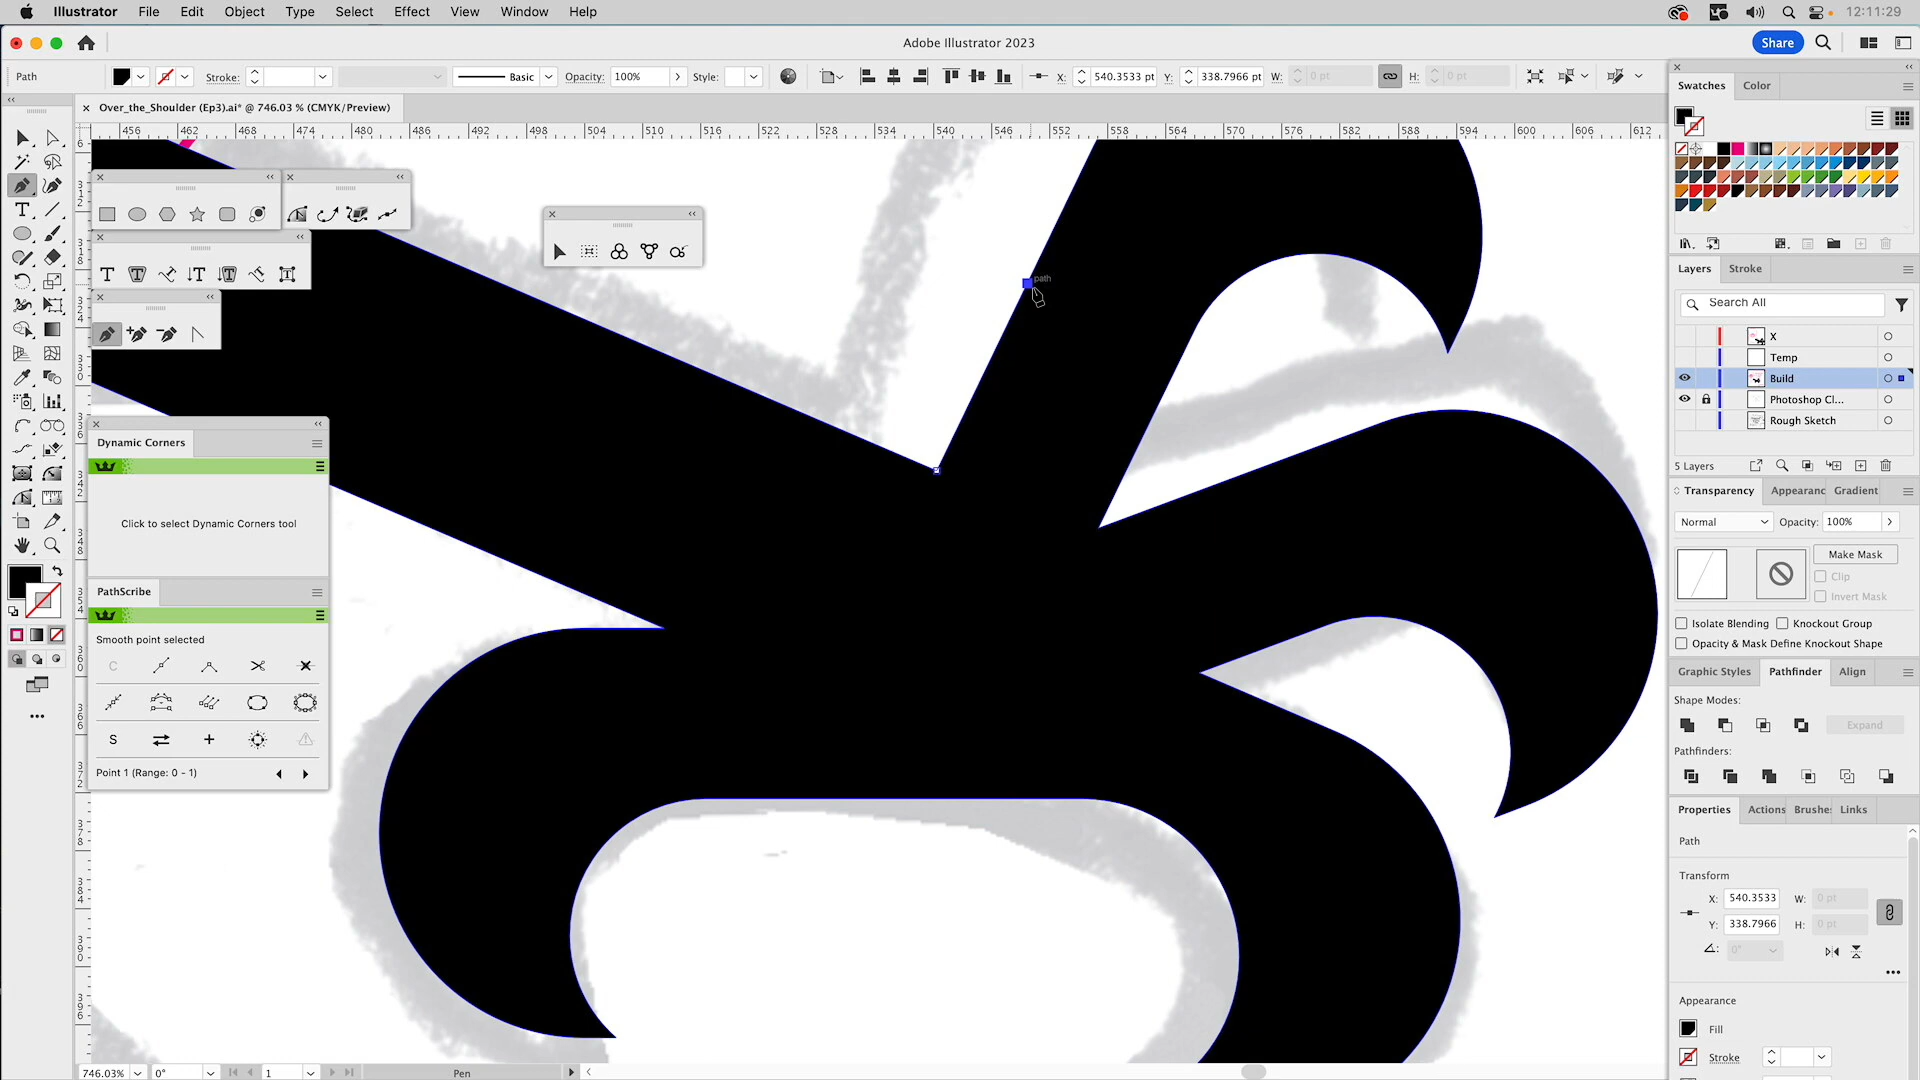 Illustrator File Edit Object Type Select Effect View Window Help 12:11:29
Adobe Illustrator 2023 Share
Path Stroke: Basic Opacity: 100% Style: X: 540.3533 pt Y: 338.7966 pt W: 0 pt H: 0 pt
Over_the_Shoulder (Ep3).ai* @ 746.03 % (CMYK/Preview)
456 462 468 474 480 486 492 498 504 510 516 522 528 534 540 546 552 558 564 570 576 582 588 594 600 606 612
path
Dynamic Corners
Click to select Dynamic Corners tool
PathScribe
Smooth point selected
Point 1 (Range: 0 - 1)
Swatches Color
Layers Stroke
Search All
X
Temp
Build
Photoshop Cl...
Rough Sketch
5 Layers
Transparency Appearanc Gradient
Normal Opacity: 100%
Make Mask
Clip
Invert Mask
Isolate Blending Knockout Group
Opacity & Mask Define Knockout Shape
Graphic Styles Pathfinder Align
Shape Modes:
Expand
Pathfinders:
Properties Actions Brushes Links
Path
Transform
X: 540.3533 W: 0 pt
Y: 338.7966 H: 0 pt
0°
Appearance
Fill
Stroke
746.03% 0° 1 Pen